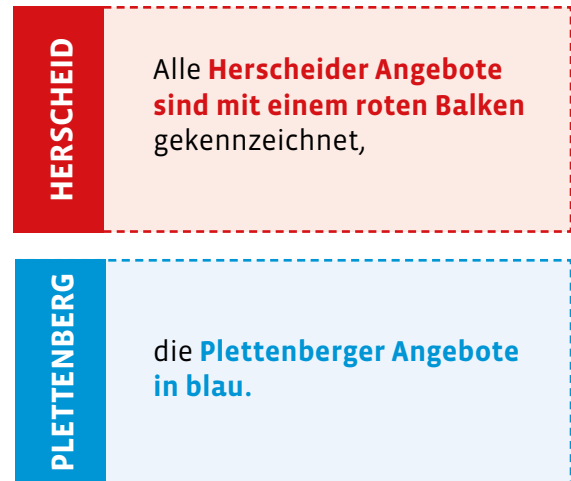 HERSCHEID
Alle Herscheider Angebote
sind mit einem roten Balken
gekennzeichnet,
PLETTENBERG
die Plettenberger Angebote
in blau.